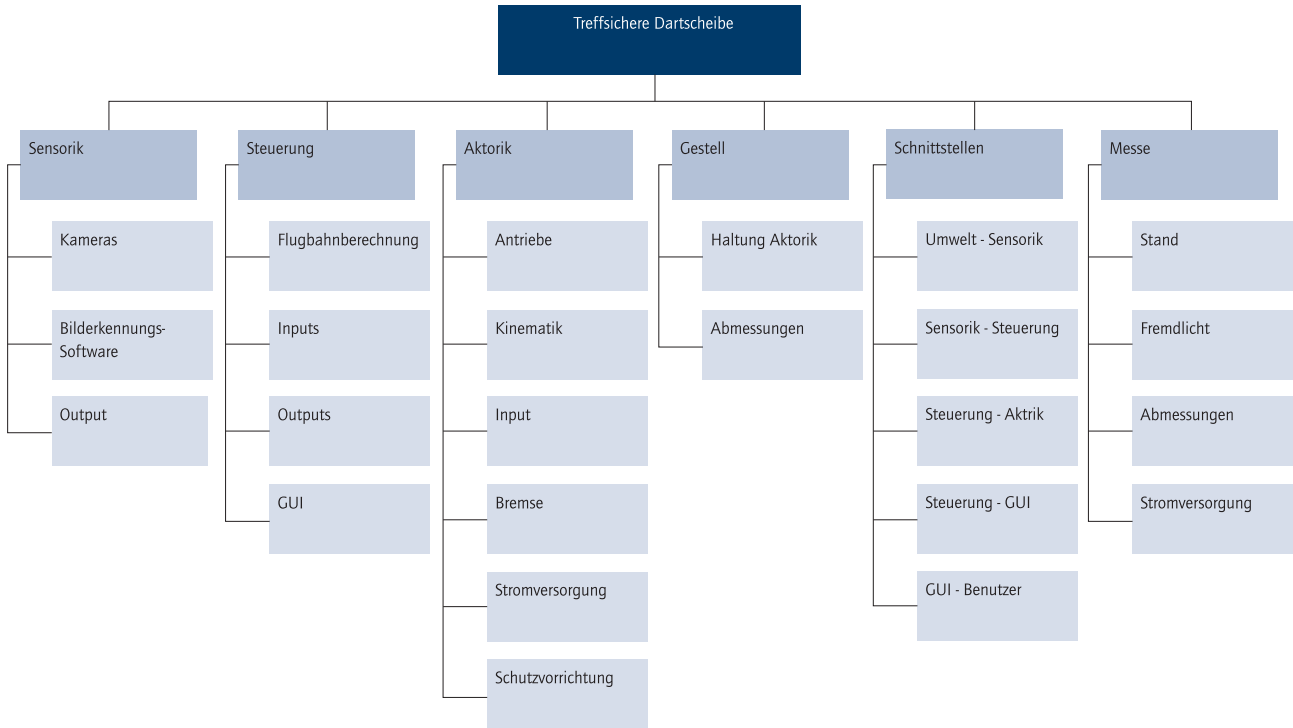 Treffsichere Dartscheibe
Sensorik
Kameras
Bilderkennungs-
Software
Output
Steuerung
Flugbahnberechnung
Inputs
Outputs
GUI
Aktorik
Antriebe
Kinematik
Input
Bremse
Stromversorgung
Schutzvorrichtung
Gestell
Haltung Aktorik
Abmessungen
Schnittstellen
Umwelt - Sensorik
Sensorik - Steuerung
Steuerung - Aktrik
Steuerung - GUI
GUI - Benutzer
Messe
Stand
Fremdlicht
Abmessungen
Stromversorgung